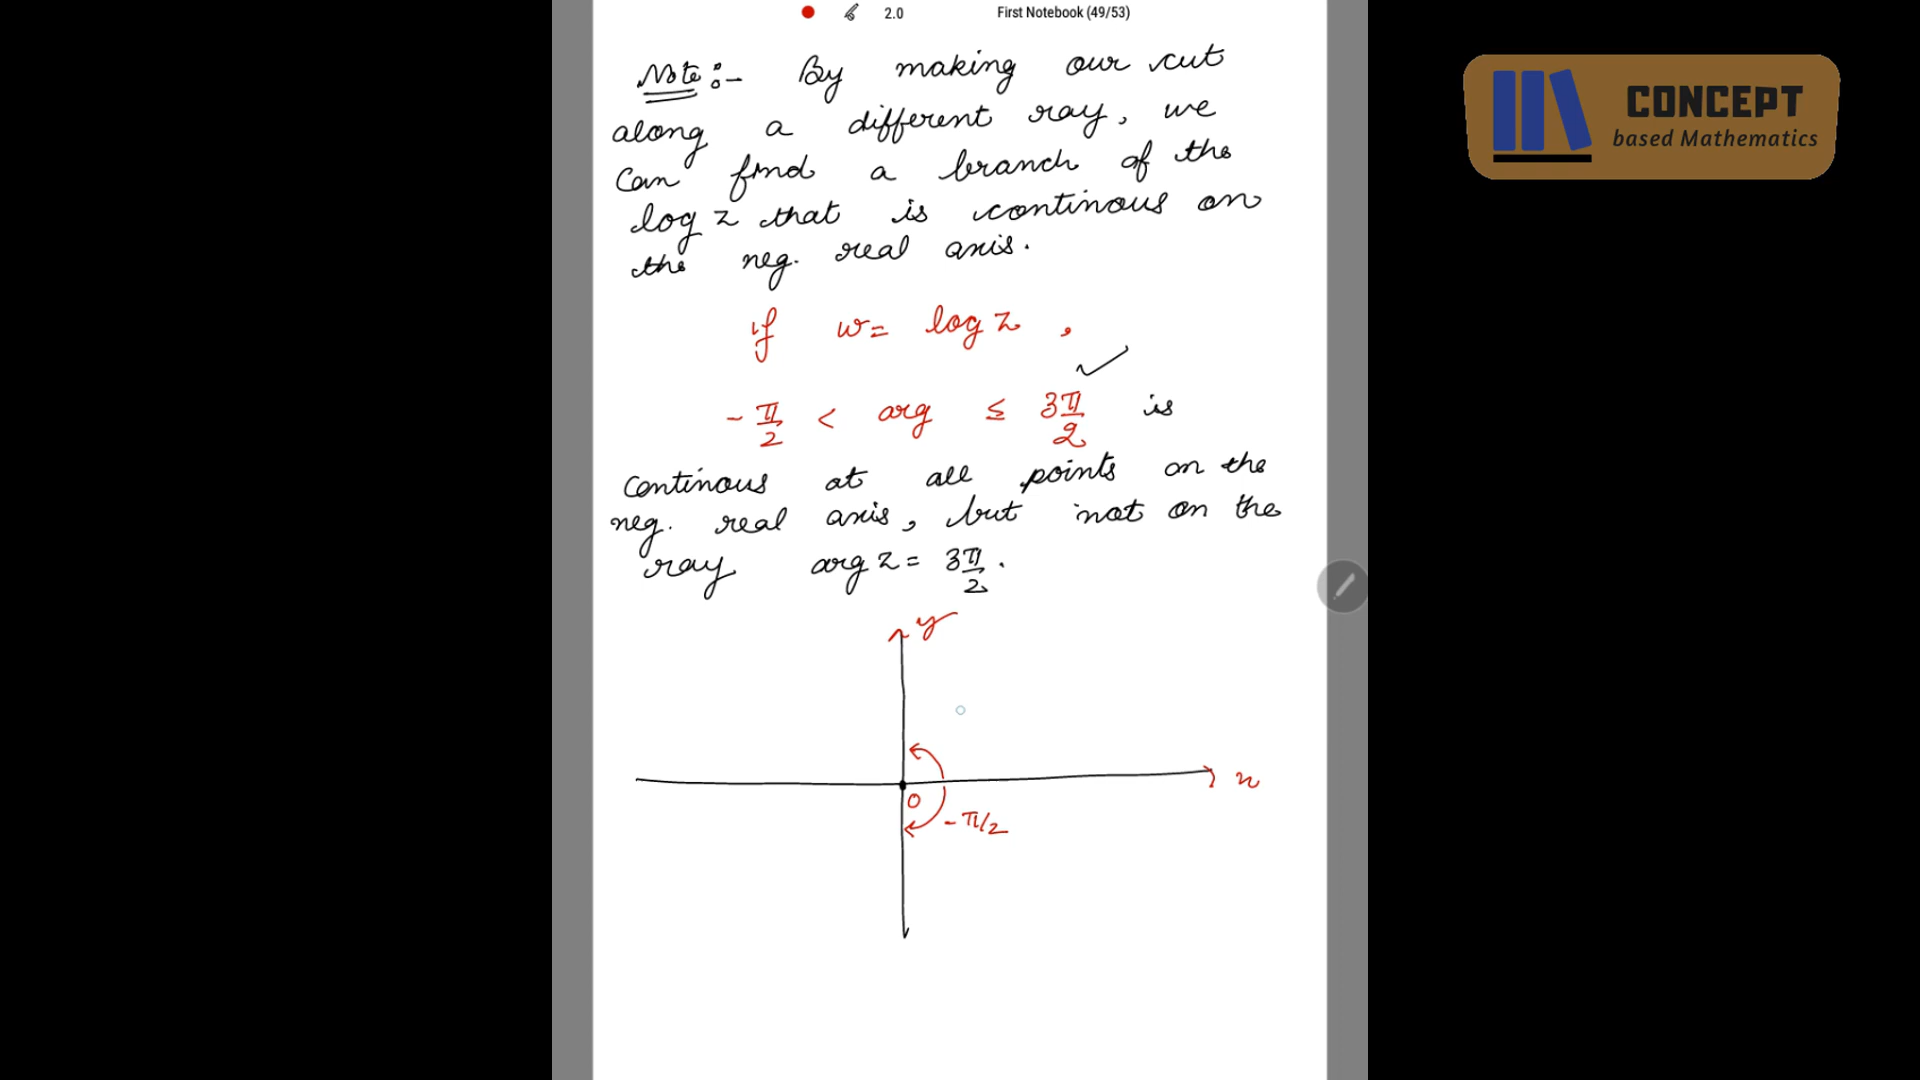 2.0 First Notebook (49/53)
CONCEPT
based Mathematics
Note :- By making our cut
along a different ray, we
Can find a branch of the
log z that is continous on
the neg. real axis.
if w= log z ,
- π/2 < arg ≤ 3π/2 is
Continous at all points on the
neg. real axis, but not on the
ray arg z = 3π/2 .
y
x
0
- π/2